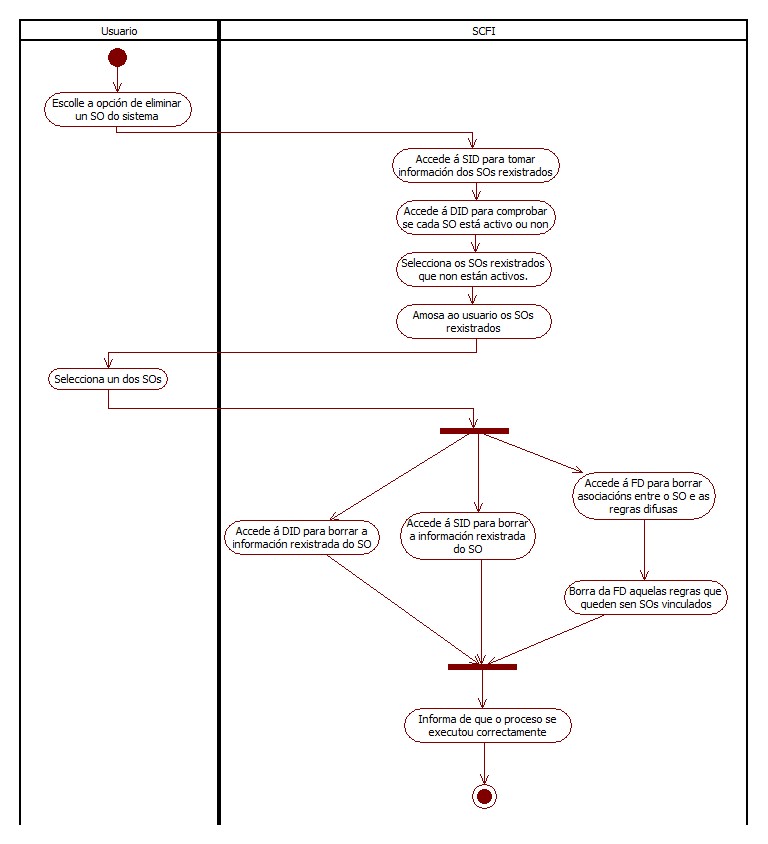 Usuario
SCFI
Escolle a opción de eliminar
un SO do sistema
Accede á SID para tomar
información dos SOs rexistrados
Accede á DID para comprobar
se cada SO está activo ou non
Selecciona os SOs rexistrados
que non están activos.
Amosa ao usuario os SOs
rexistrados
Selecciona un dos SOs
Accede á DID para borrar a
información rexistrada do SO
Accede á SID para borrar
a información rexistrada
do SO
Accede á FD para borrar
asociacións entre o SO e as
regras difusas
Borra da FD aquelas regras que
queden sen SOs vinculados
Informa de que o proceso se
executou correctamente